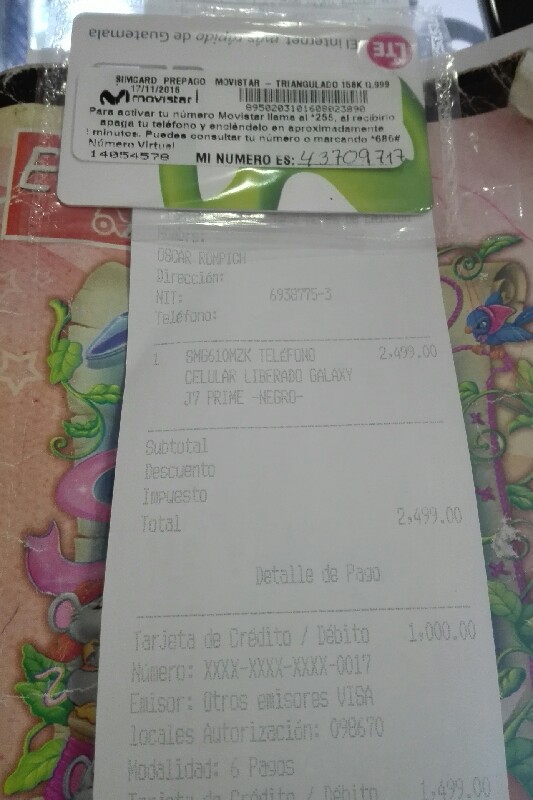 El internet más rápido de Guatemala
LTE
SIMCARD PREPAGO MOVISTAR - TRIANGULADO 158K Q.999
17/11/2016
movistar
8950203101608023890
Para activar tu número Movistar llama al *255, al recibirlo
apaga tu teléfono y enciéndelo en aproximadamente
minutos. Puedes consultar tu número o marcando *686#
Número Virtual
14054578
MI NUMERO ES: 43709717
OSCAR ROMPICH
Dirección:
NIT: 6938775-3
Teléfono:
1 SMG610MZK TELÉFONO 2,499.00
CELULAR LIBERADO GALAXY
J7 PRIME -NEGRO-
Subtotal
Descuento
Impuesto
Total 2,499.00
Detalle de Pago
Tarjeta de Crédito / Débito 1,000.00
Número: XXXX-XXXX-XXXX-0017
Emisor: Otros emisores VISA
locales Autorización: 098670
Modalidad: 6 Pagos
Tarjeta de Crédito / Débito 1,499.00